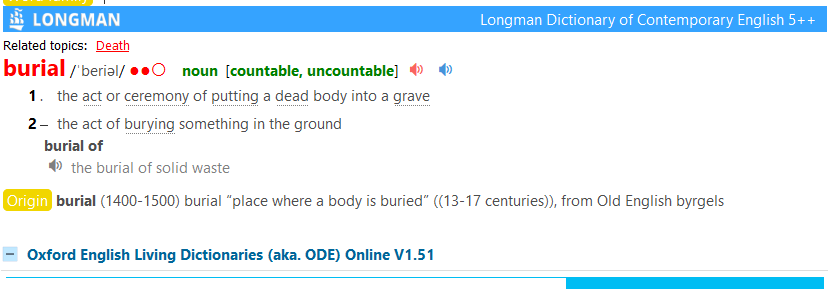 LONGMAN Longman Dictionary of Contemporary English 5++
Related topics: Death
burial /ˈberiəl/ ●●○ noun [countable, uncountable]
1 . the act or ceremony of putting a dead body into a grave
2 – the act of burying something in the ground
burial of
the burial of solid waste
Origin burial (1400-1500) burial “place where a body is buried” ((13-17 centuries)), from Old English byrgels
Oxford English Living Dictionaries (aka. ODE) Online V1.51